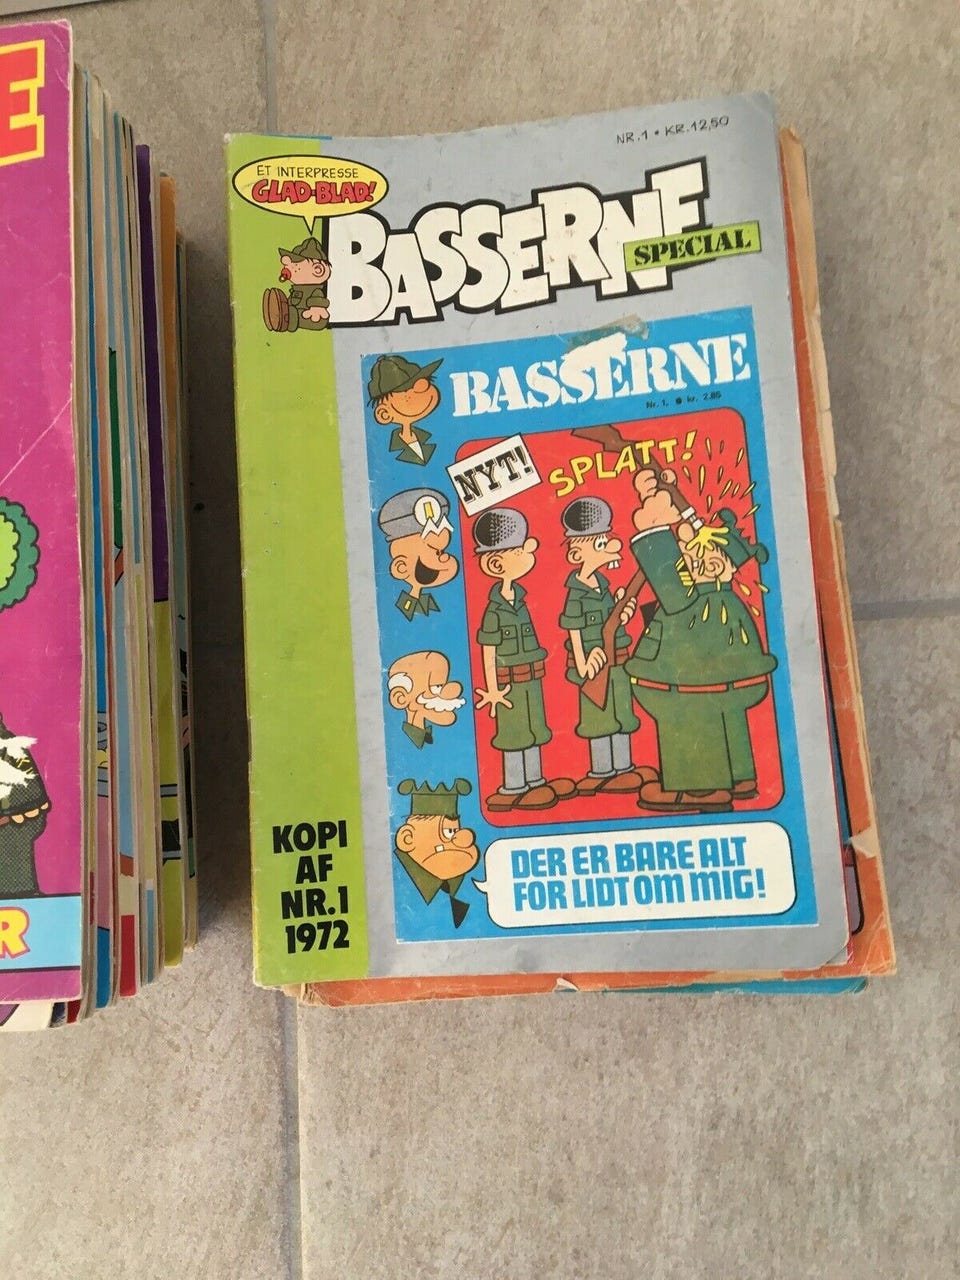 E
R
NR.1 • KR.12,50
ET INTERPRESSE
GLAD-BLAD!
BASSERNE
SPECIAL
BASSERNE
Nr. 1. ● kr. 2.85
NYT!
SPLATT!
DER ER BARE ALT
FOR LIDT OM MIG!
KOPI
AF
NR.1
1972